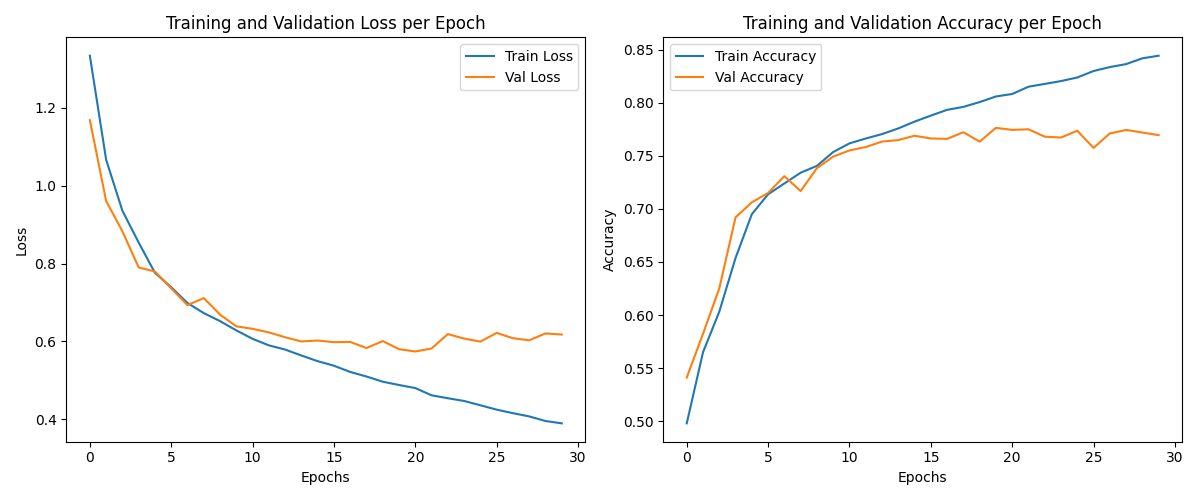 Training and Validation Loss per Epoch
Train Loss
Val Loss
1.2
1.0
0.8
0.6
0.4
Loss
0 5 10 15 20 25 30
Epochs
Training and Validation Accuracy per Epoch
Train Accuracy
Val Accuracy
0.85
0.80
0.75
0.70
0.65
0.60
0.55
0.50
Accuracy
0 5 10 15 20 25 30
Epochs